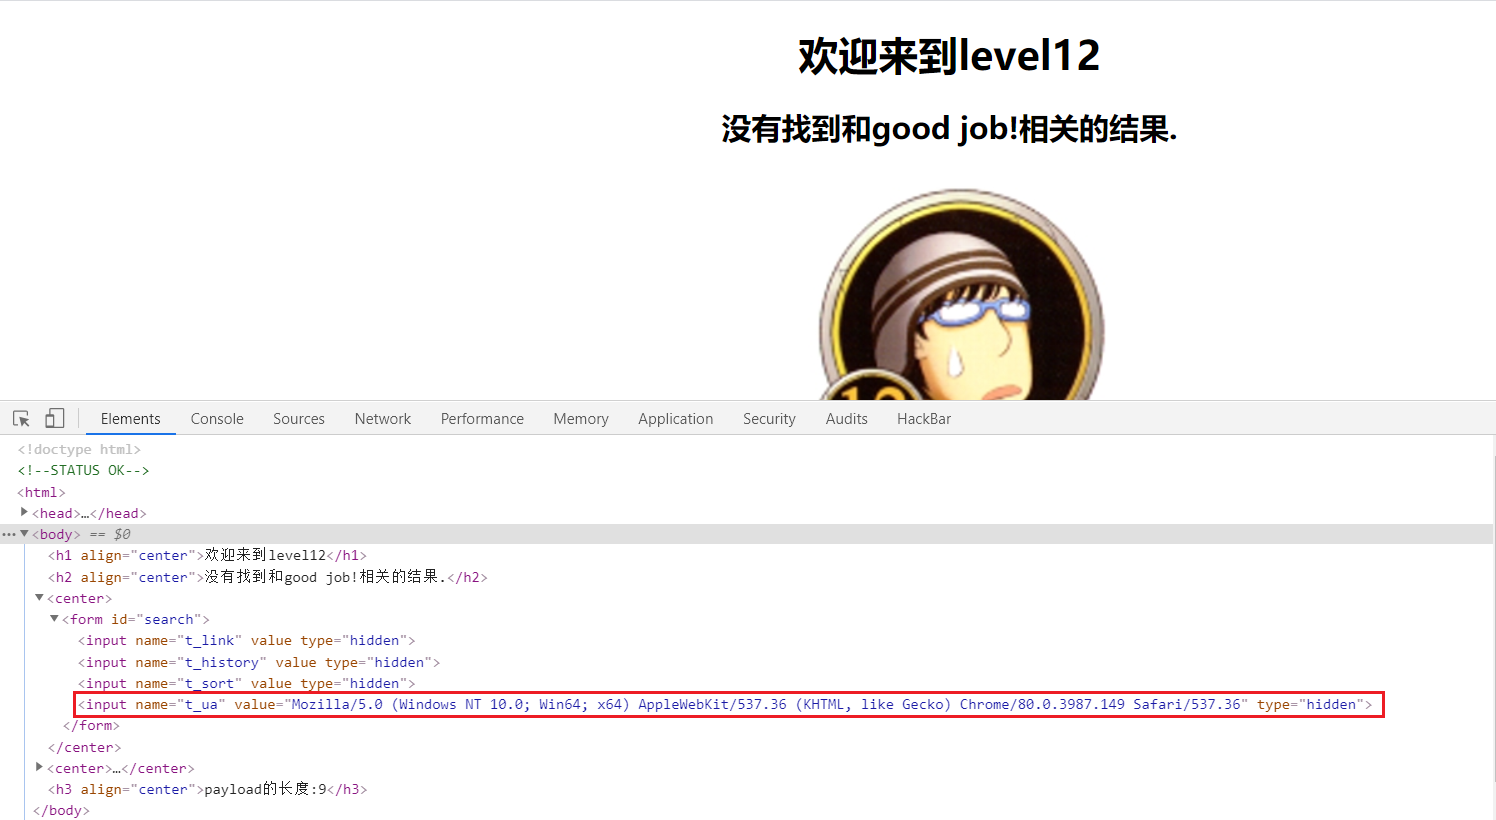 欢迎来到level12
没有找到和good job!相关的结果.
Elements Console Sources Network Performance Memory Application Security Audits HackBar
<!doctype html>
<!--STATUS OK-->
<html>
<head>…</head>
<body> == $0
<h1 align="center">欢迎来到level12</h1>
<h2 align="center">没有找到和good job!相关的结果.</h2>
<center>
<form id="search">
<input name="t_link" value type="hidden">
<input name="t_history" value type="hidden">
<input name="t_sort" value type="hidden">
<input name="t_ua" value="Mozilla/5.0 (Windows NT 10.0; Win64; x64) AppleWebKit/537.36 (KHTML, like Gecko) Chrome/80.0.3987.149 Safari/537.36" type="hidden">
</form>
</center>
<center>…</center>
<h3 align="center">payload的长度:9</h3>
</body>